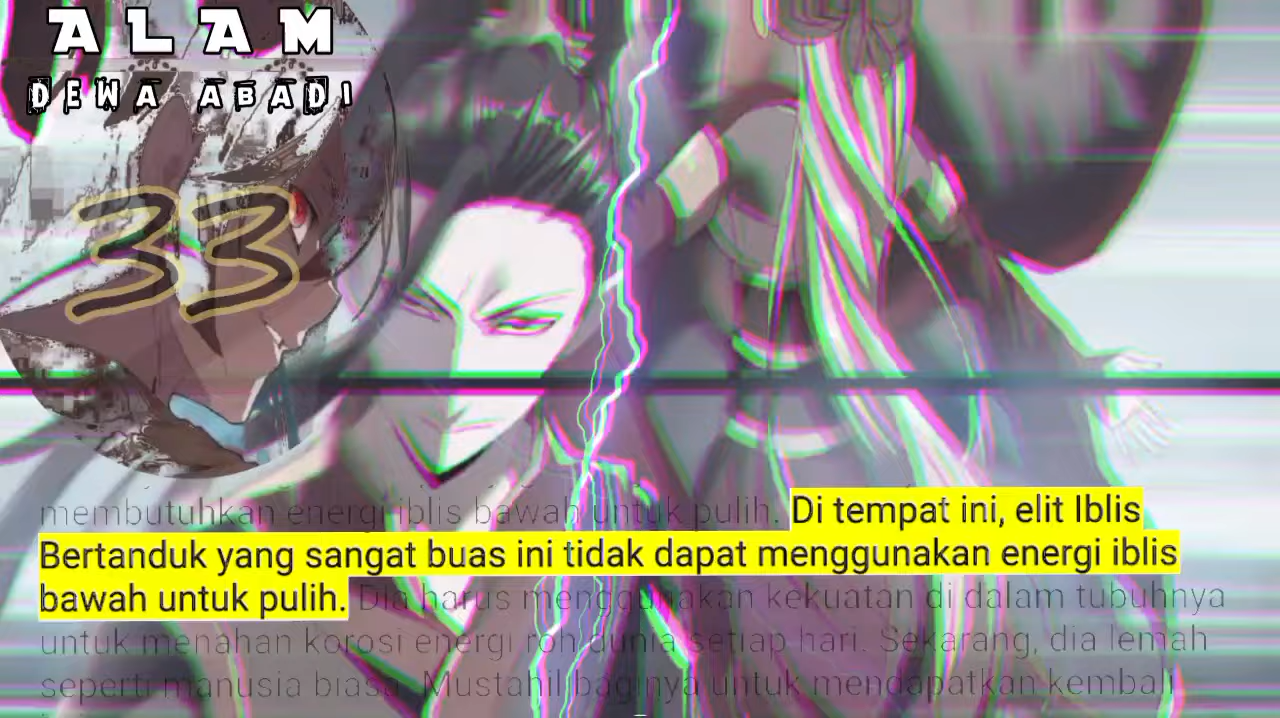 ALAM
DEWA ABADI
33
membutuhkan energi iblis bawah untuk pulih. Di tempat ini, elit Iblis
Bertanduk yang sangat buas ini tidak dapat menggunakan energi iblis
bawah untuk pulih. Dia harus menggunakan kekuatan di dalam tubuhnya
untuk menahan korosi energi roh dunia setiap hari. Sekarang, dia lemah
seperti manusia biasa. Mustahil baginya untuk mendapatkan kembali